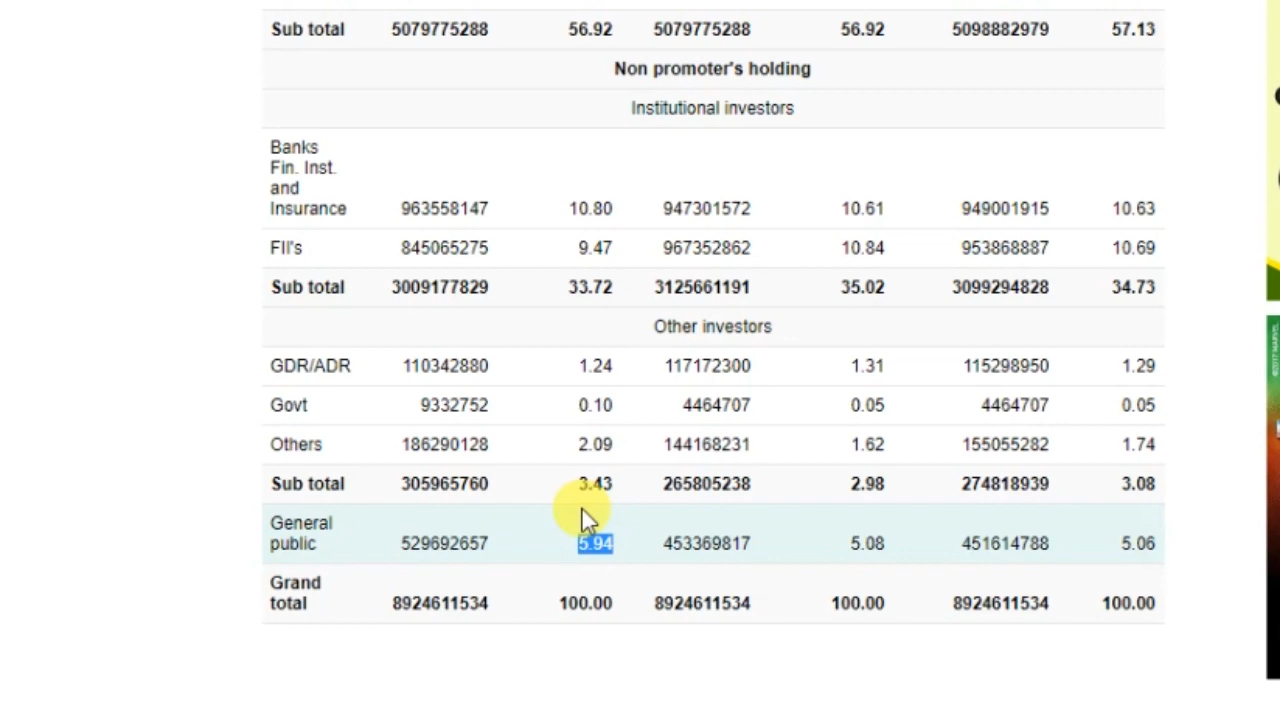 Sub total 5079775288 56.92 5079775288 56.92 5098882979 57.13
Non promoter's holding
Institutional investors
Banks
Fin. Inst.
and
Insurance 963558147 10.80 947301572 10.61 949001915 10.63
FII's 845065275 9.47 967352862 10.84 953868887 10.69
Sub total 3009177829 33.72 3125661191 35.02 3099294828 34.73
Other investors
GDR/ADR 110342880 1.24 117172300 1.31 115298950 1.29
Govt 9332752 0.10 4464707 0.05 4464707 0.05
Others 186290128 2.09 144168231 1.62 155055282 1.74
Sub total 305965760 3.43 265805238 2.98 274818939 3.08
General
public 529692657 5.94 453369817 5.08 451614788 5.06
Grand
total 8924611534 100.00 8924611534 100.00 8924611534 100.00